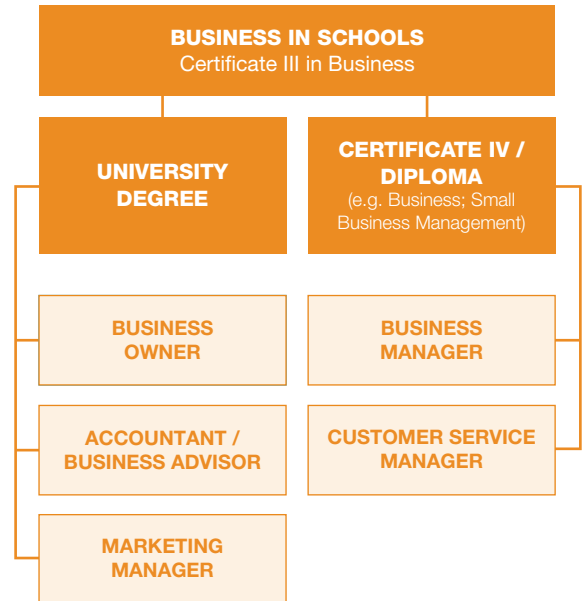 BUSINESS IN SCHOOLS
Certificate III in Business
UNIVERSITY
DEGREE
CERTIFICATE IV /
DIPLOMA
(e.g. Business; Small
Business Management)
BUSINESS
OWNER
BUSINESS
MANAGER
ACCOUNTANT /
BUSINESS ADVISOR
CUSTOMER SERVICE
MANAGER
MARKETING
MANAGER